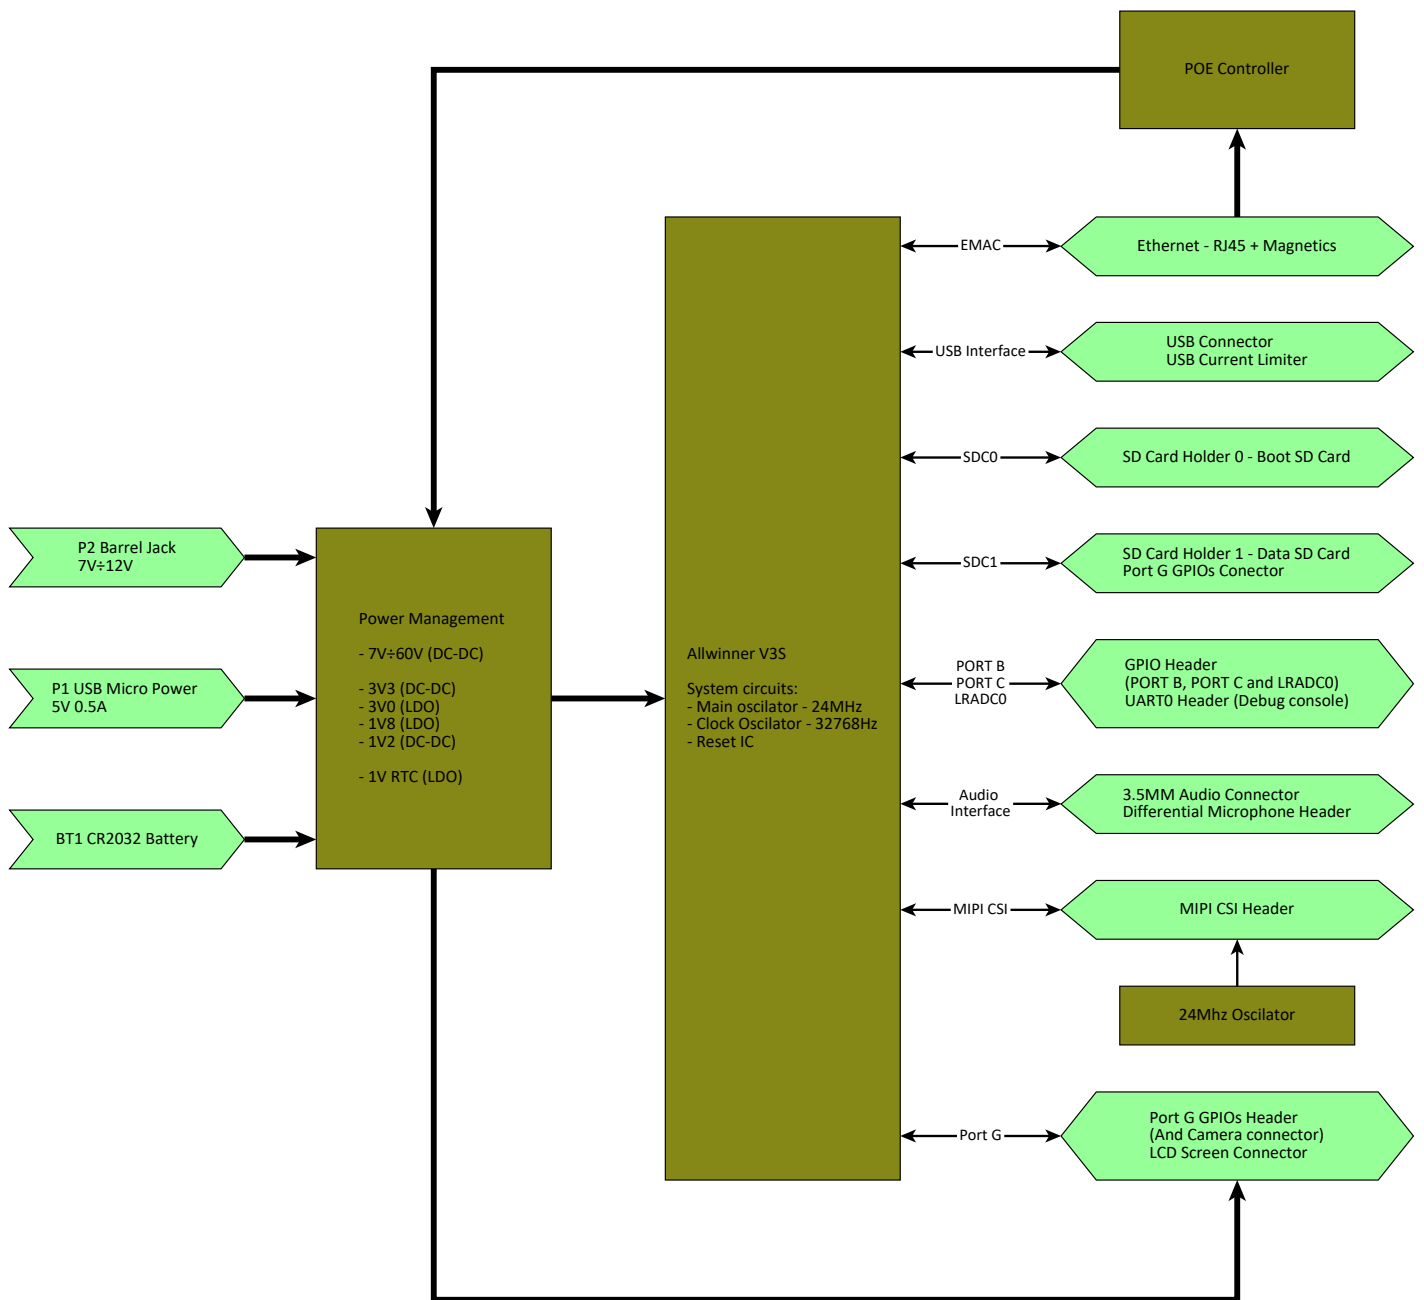 POE Controller
EMAC
Ethernet - RJ45 + Magnetics
USB Interface
USB Connector
USB Current Limiter
SDC0
SD Card Holder 0 - Boot SD Card
P2 Barrel Jack
7V÷12V
SDC1
SD Card Holder 1 - Data SD Card
Port G GPIOs Conector
Power Management
- 7V÷60V (DC-DC)
- 3V3 (DC-DC)
- 3V0 (LDO)
- 1V8 (LDO)
- 1V2 (DC-DC)
- 1V RTC (LDO)
P1 USB Micro Power
5V 0.5A
BT1 CR2032 Battery
Allwinner V3S
System circuits:
- Main oscilator - 24MHz
- Clock Oscilator - 32768Hz
- Reset IC
PORT B
PORT C
LRADC0
GPIO Header
(PORT B, PORT C and LRADC0)
UART0 Header (Debug console)
Audio
Interface
3.5MM Audio Connector
Differential Microphone Header
MIPI CSI
MIPI CSI Header
24Mhz Oscilator
Port G
Port G GPIOs Header
(And Camera connector)
LCD Screen Connector